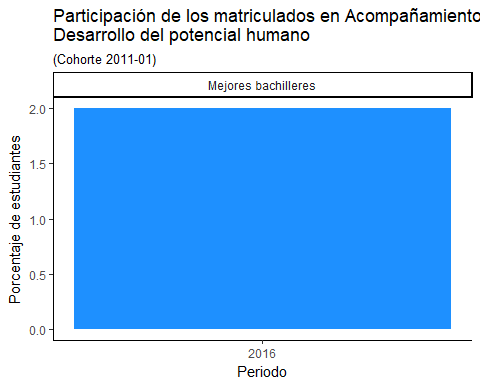 Participación de los matriculados en Acompañamiento
Desarrollo del potencial humano
(Cohorte 2011-01)
Mejores bachilleres
Porcentaje de estudiantes
2.0
1.5
1.0
0.5
0.0
2016
Periodo